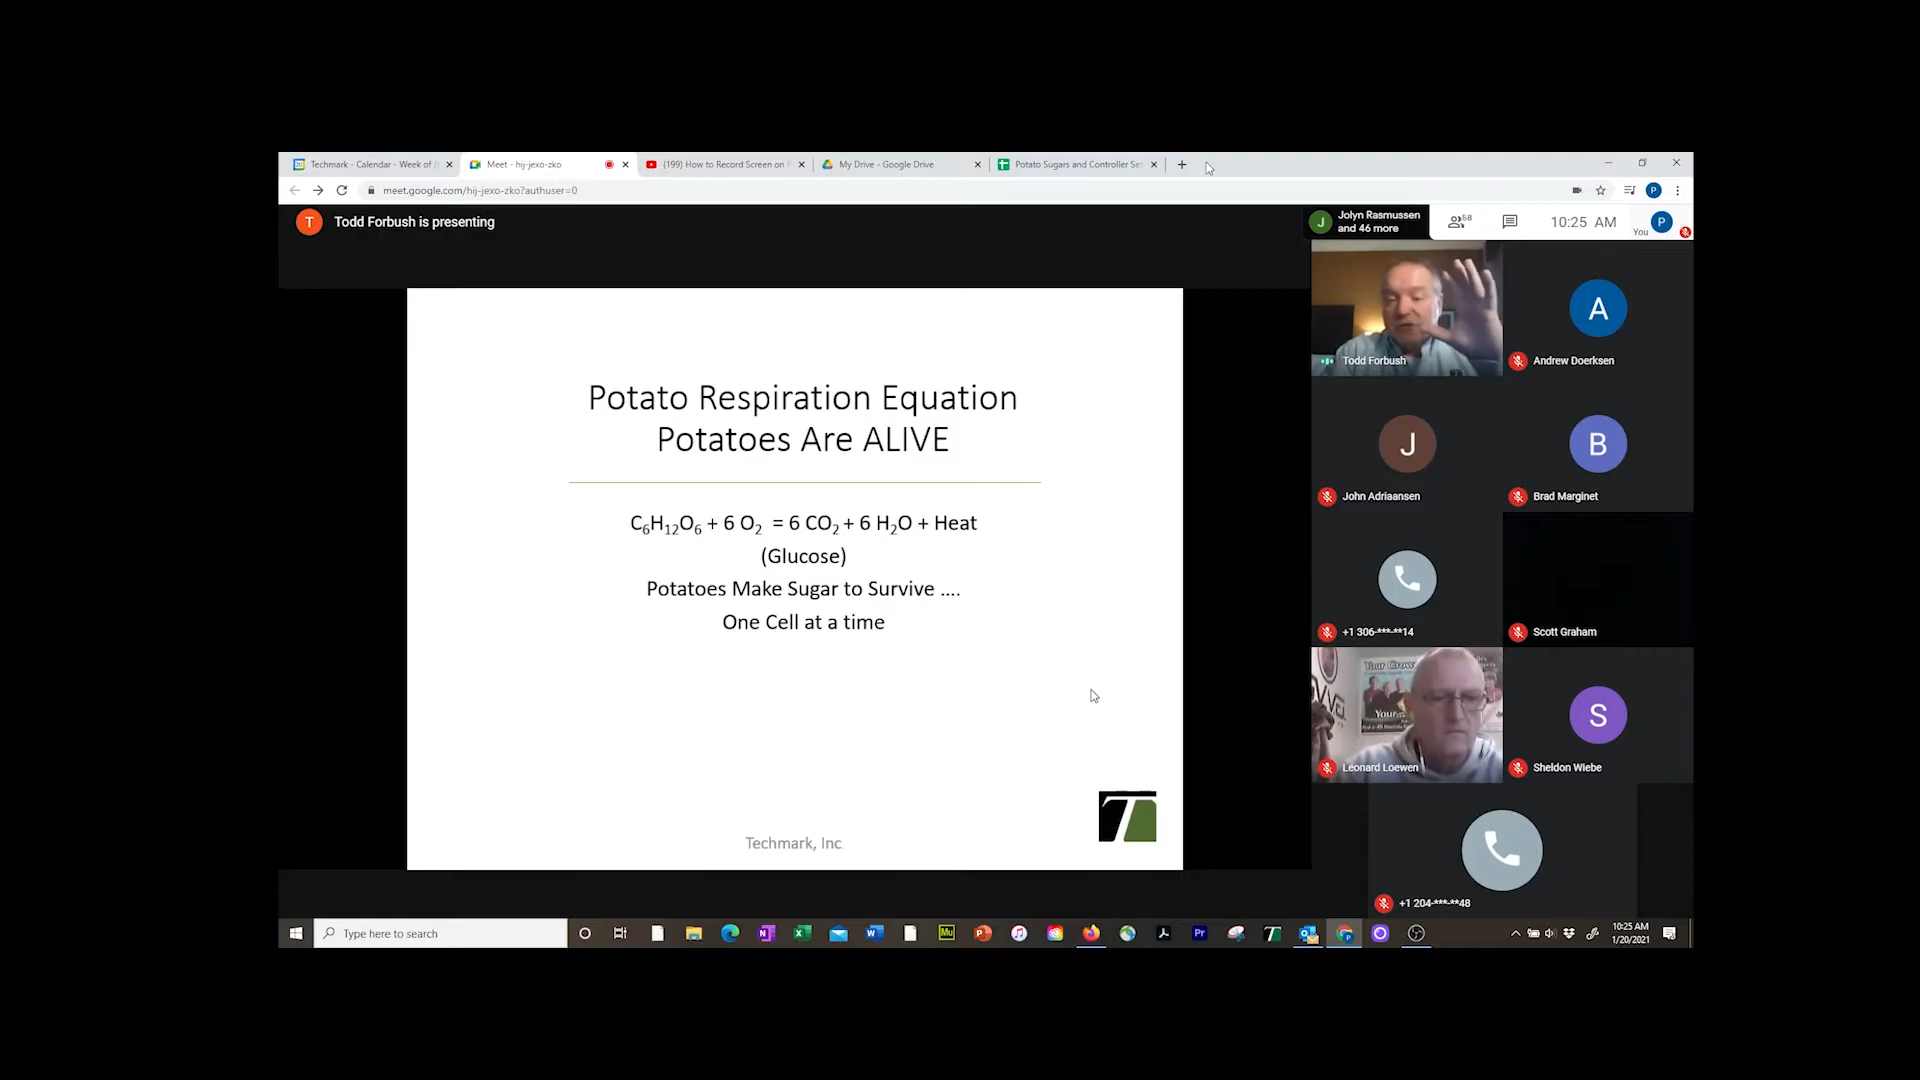 Techmark - Calendar - Week of J
Meet - hij-jexo-zko
(199) How to Record Screen on P
My Drive - Google Drive
Potato Sugars and Controller Set
meet.google.com/hij-jexo-zko?authuser=0
T
Todd Forbush is presenting
J
Jolyn Rasmussen
and 46 more
58
10:25 AM
You
P
Potato Respiration Equation
Potatoes Are ALIVE
C₆H₁₂O₆ + 6 O₂ = 6 CO₂ + 6 H₂O + Heat
(Glucose)
Potatoes Make Sugar to Survive ....
One Cell at a time
Techmark, Inc
T
Todd Forbush
A
Andrew Doerksen
J
John Adriaansen
B
Brad Marginet
+1 306-***-**14
Scott Graham
Your Grow
Your
Leonard Loewen
S
Sheldon Wiebe
+1 204-***-**48
Type here to search
10:25 AM
1/20/2021